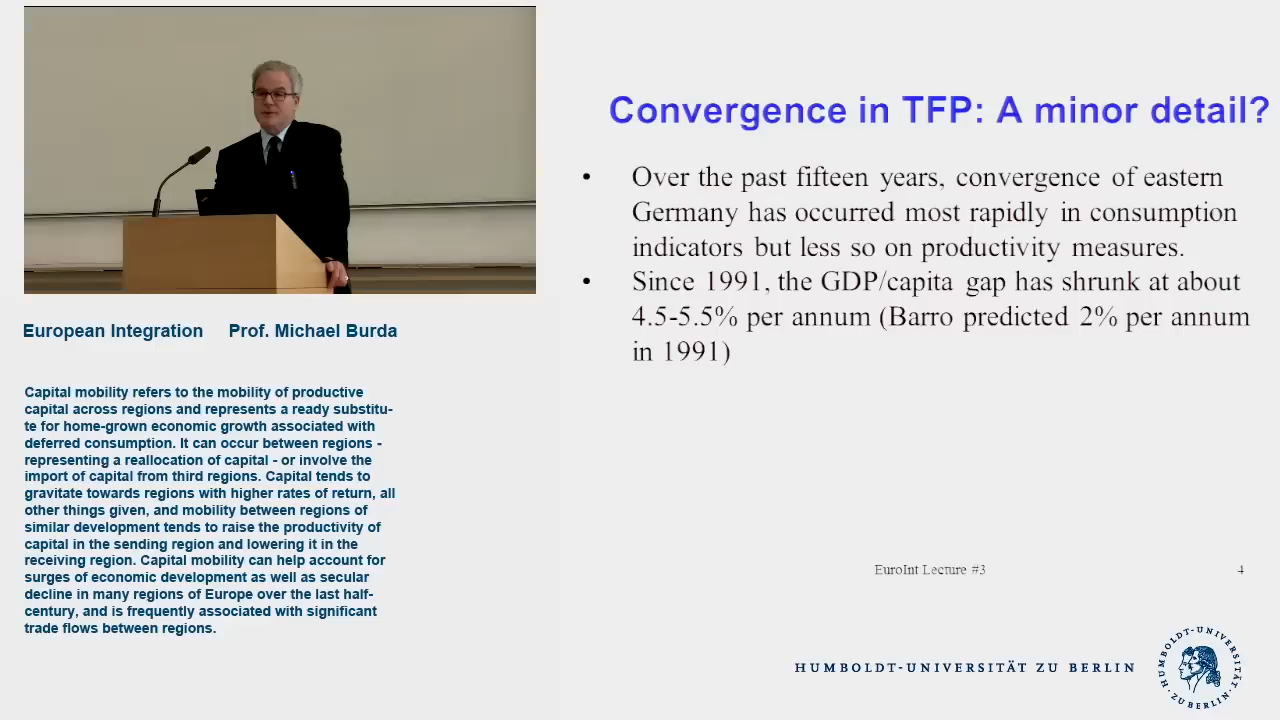 Convergence in TFP: A minor detail?
• Over the past fifteen years, convergence of eastern
Germany has occurred most rapidly in consumption
indicators but less so on productivity measures.
• Since 1991, the GDP/capita gap has shrunk at about
4.5-5.5% per annum (Barro predicted 2% per annum
in 1991)
European Integration Prof. Michael Burda
Capital mobility refers to the mobility of productive
capital across regions and represents a ready substitu-
te for home-grown economic growth associated with
deferred consumption. It can occur between regions -
representing a reallocation of capital - or involve the
import of capital from third regions. Capital tends to
gravitate towards regions with higher rates of return, all
other things given, and mobility between regions of
similar development tends to raise the productivity of
capital in the sending region and lowering it in the
receiving region. Capital mobility can help account for
surges of economic development as well as secular
decline in many regions of Europe over the last half-
century, and is frequently associated with significant
trade flows between regions.
EuroInt Lecture #3 4
HUMBOLDT-UNIVERSITÄT ZU BERLIN
HUMBOLDT-UNIVERSITÄT
ZU BERLIN